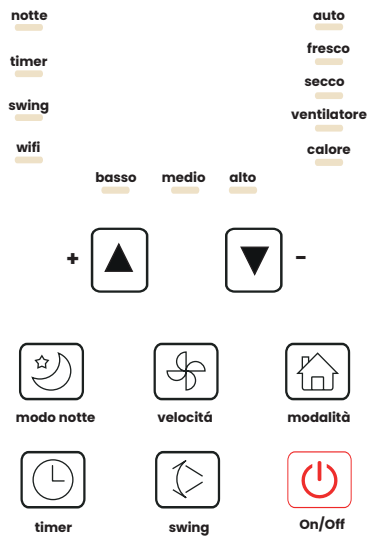 notte auto
fresco
timer
secco
swing
ventilatore
wifi calore
basso medio alto
+ -
modo notte velocitá modalità
timer swing On/Off